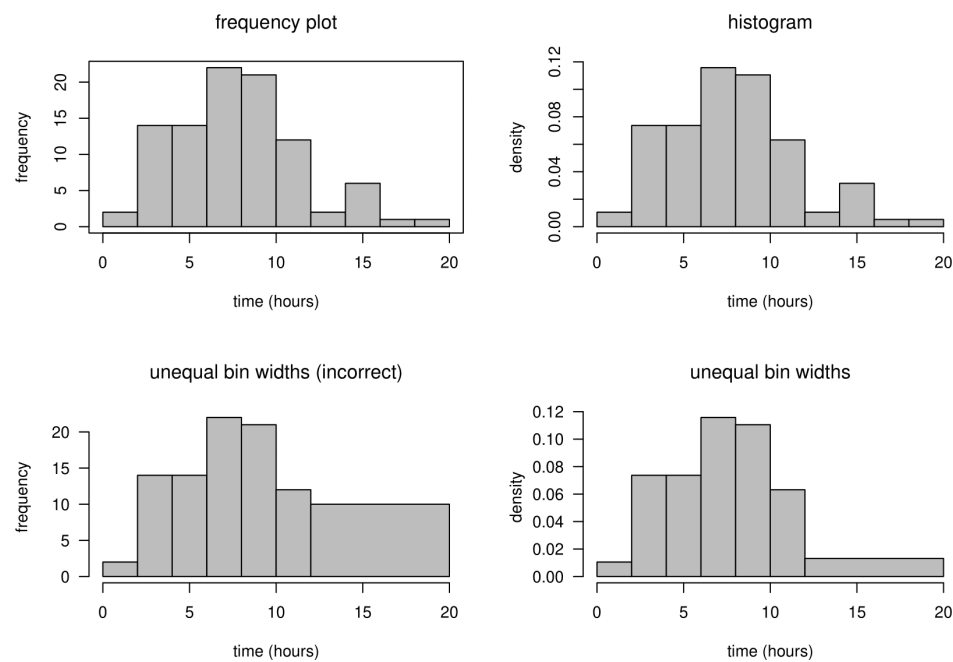 frequency plot
frequency
0
5
10
15
20
0 5 10 15 20
time (hours)
histogram
density
0.00
0.04
0.08
0.12
0 5 10 15 20
time (hours)
unequal bin widths (incorrect)
frequency
0
5
10
15
20
0 5 10 15 20
time (hours)
unequal bin widths
density
0.00
0.02
0.04
0.06
0.08
0.10
0.12
0 5 10 15 20
time (hours)